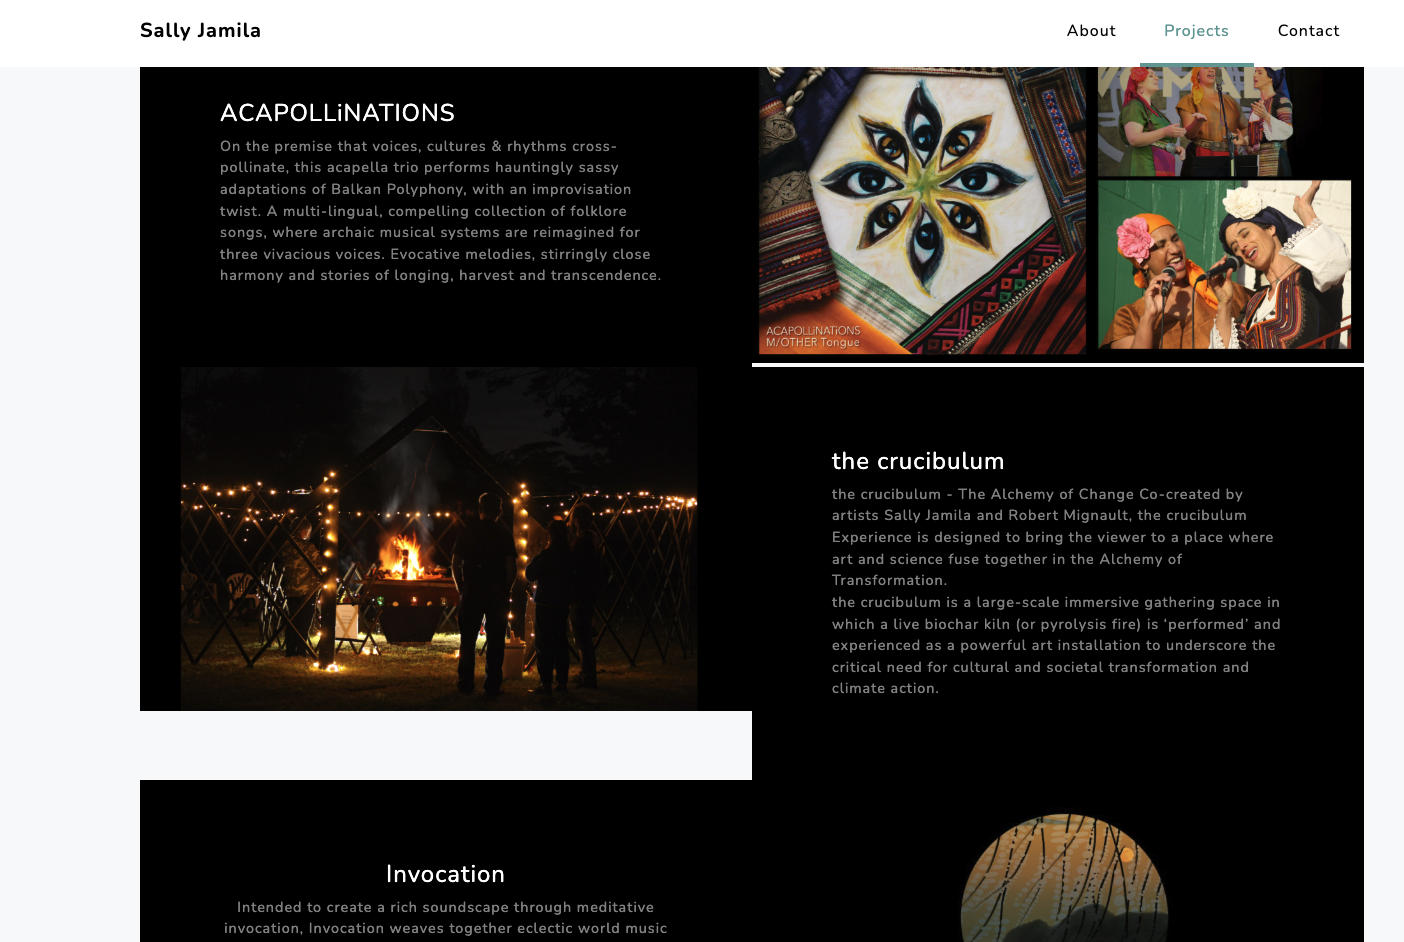 Sally Jamila
About Projects Contact
ACAPOLLiNATIONS
On the premise that voices, cultures & rhythms cross-
pollinate, this acapella trio performs hauntingly sassy
adaptations of Balkan Polyphony, with an improvisation
twist. A multi-lingual, compelling collection of folklore
songs, where archaic musical systems are reimagined for
three vivacious voices. Evocative melodies, stirringly close
harmony and stories of longing, harvest and transcendence.
ACAPOLLiNATiONS
M/OTHER Tongue
the crucibulum
the crucibulum - The Alchemy of Change Co-created by
artists Sally Jamila and Robert Mignault, the crucibulum
Experience is designed to bring the viewer to a place where
art and science fuse together in the Alchemy of
Transformation.
the crucibulum is a large-scale immersive gathering space in
which a live biochar kiln (or pyrolysis fire) is ‘performed’ and
experienced as a powerful art installation to underscore the
critical need for cultural and societal transformation and
climate action.
Invocation
Intended to create a rich soundscape through meditative
invocation, Invocation weaves together eclectic world music